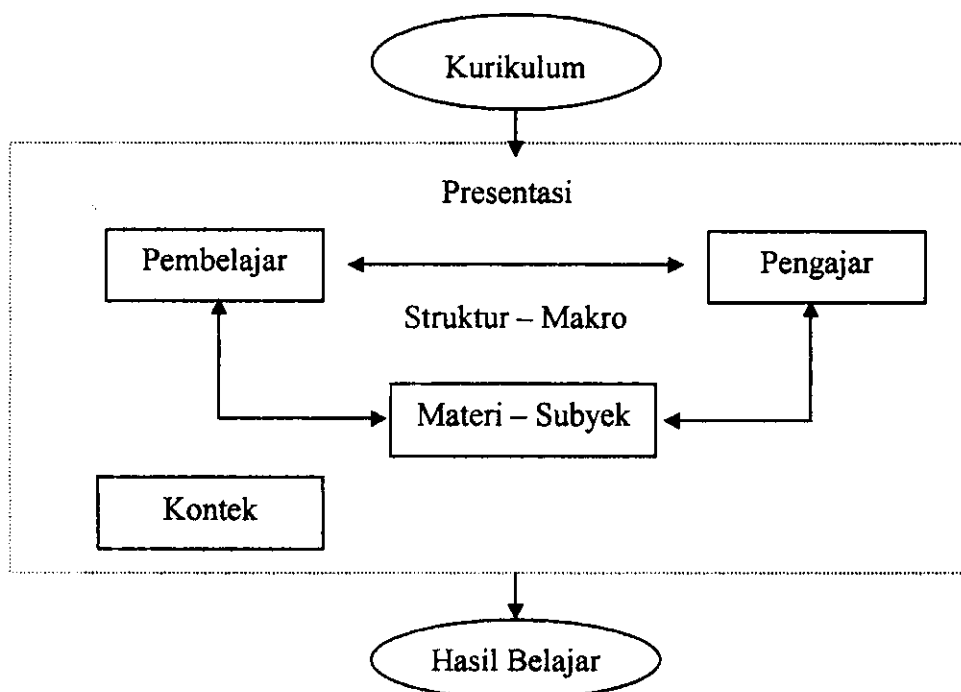 Kurikulum
Presentasi
Pembelajar
Pengajar
Struktur – Makro
Materi – Subyek
Kontek
Hasil Belajar